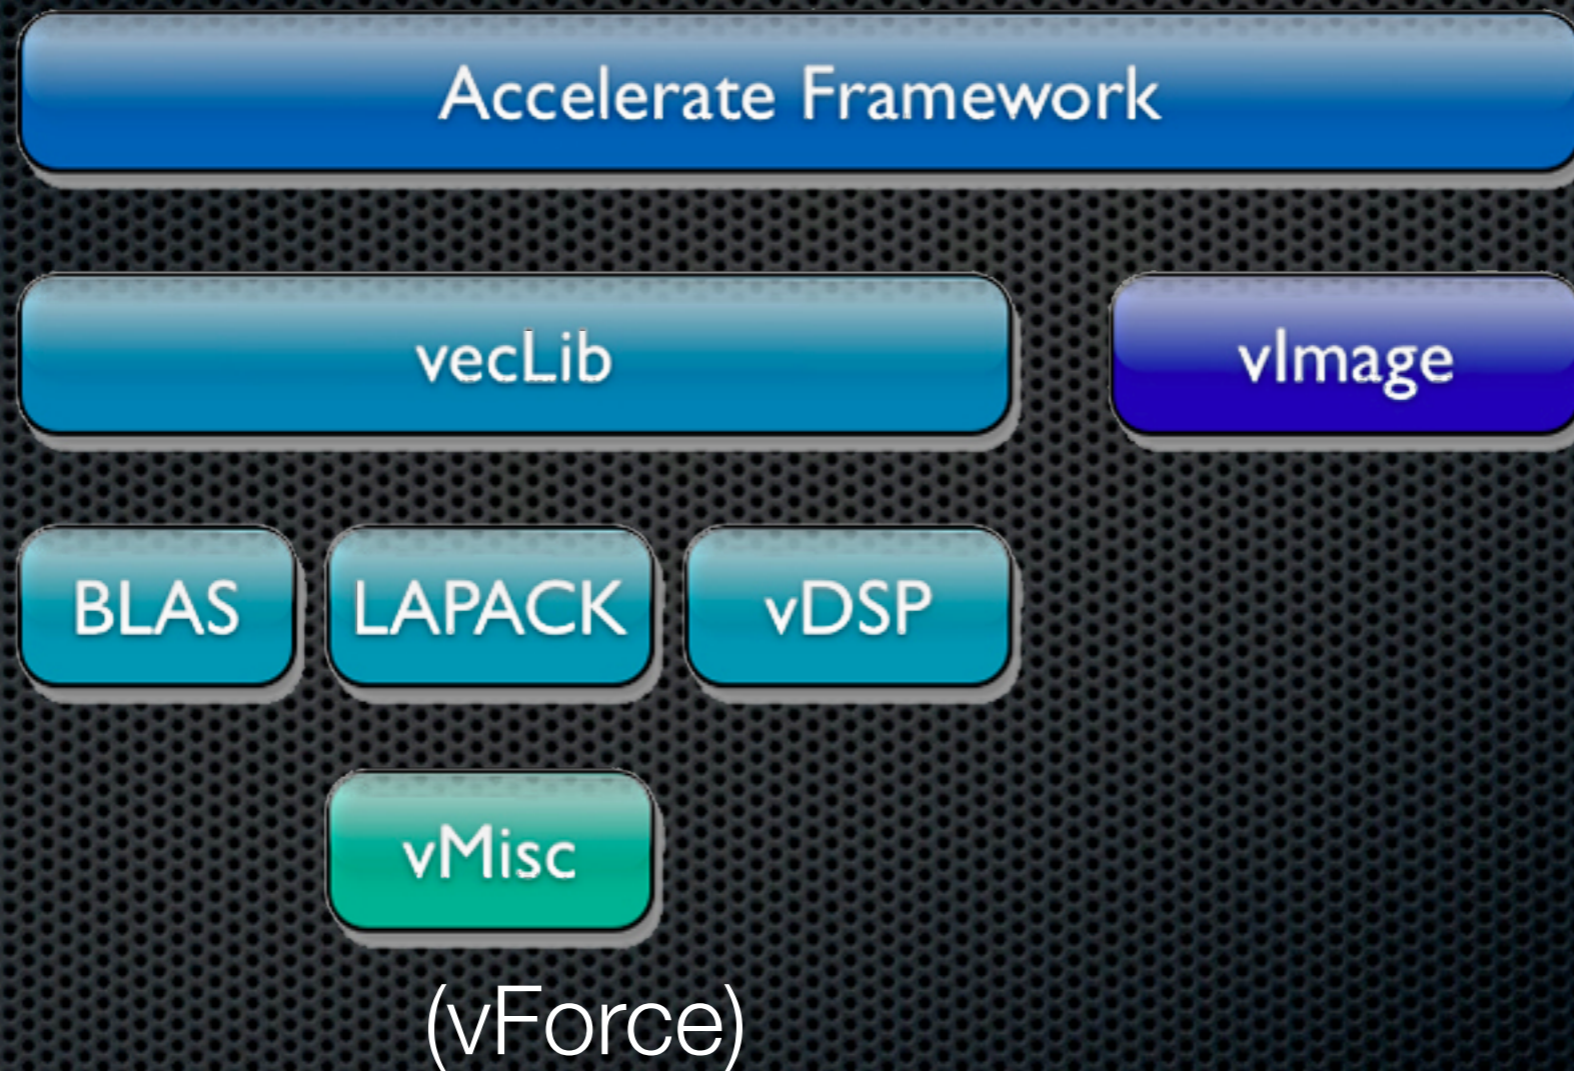 Accelerate Framework
vecLib
vImage
BLAS
LAPACK
vDSP
vMisc
(vForce)